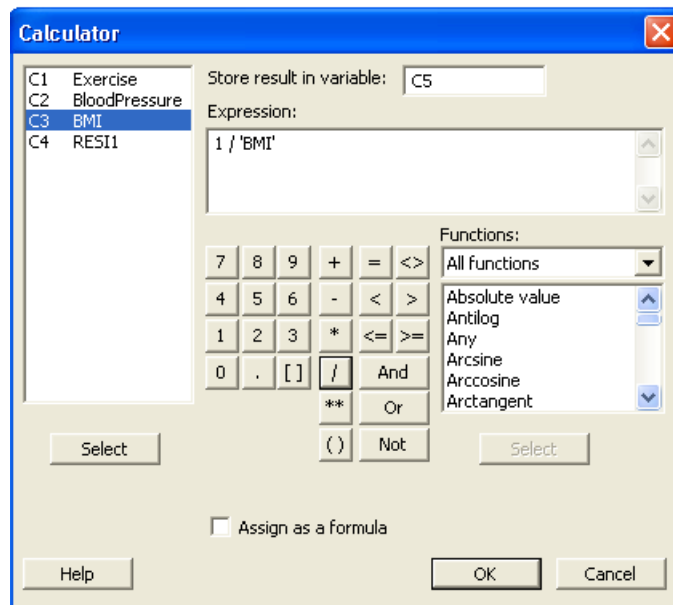 Calculator
C1 Exercise
C2 BloodPressure
C3 BMI
C4 RESI1
Store result in variable: C5
Expression:
1 / 'BMI'
Functions:
7 8 9 + = <> All functions
4 5 6 - < >
1 2 3 * <= >=
0 . [ ] / And
** Or
( ) Not
Absolute value
Antilog
Any
Arcsine
Arccosine
Arctangent
Select
Select
Assign as a formula
Help
OK
Cancel